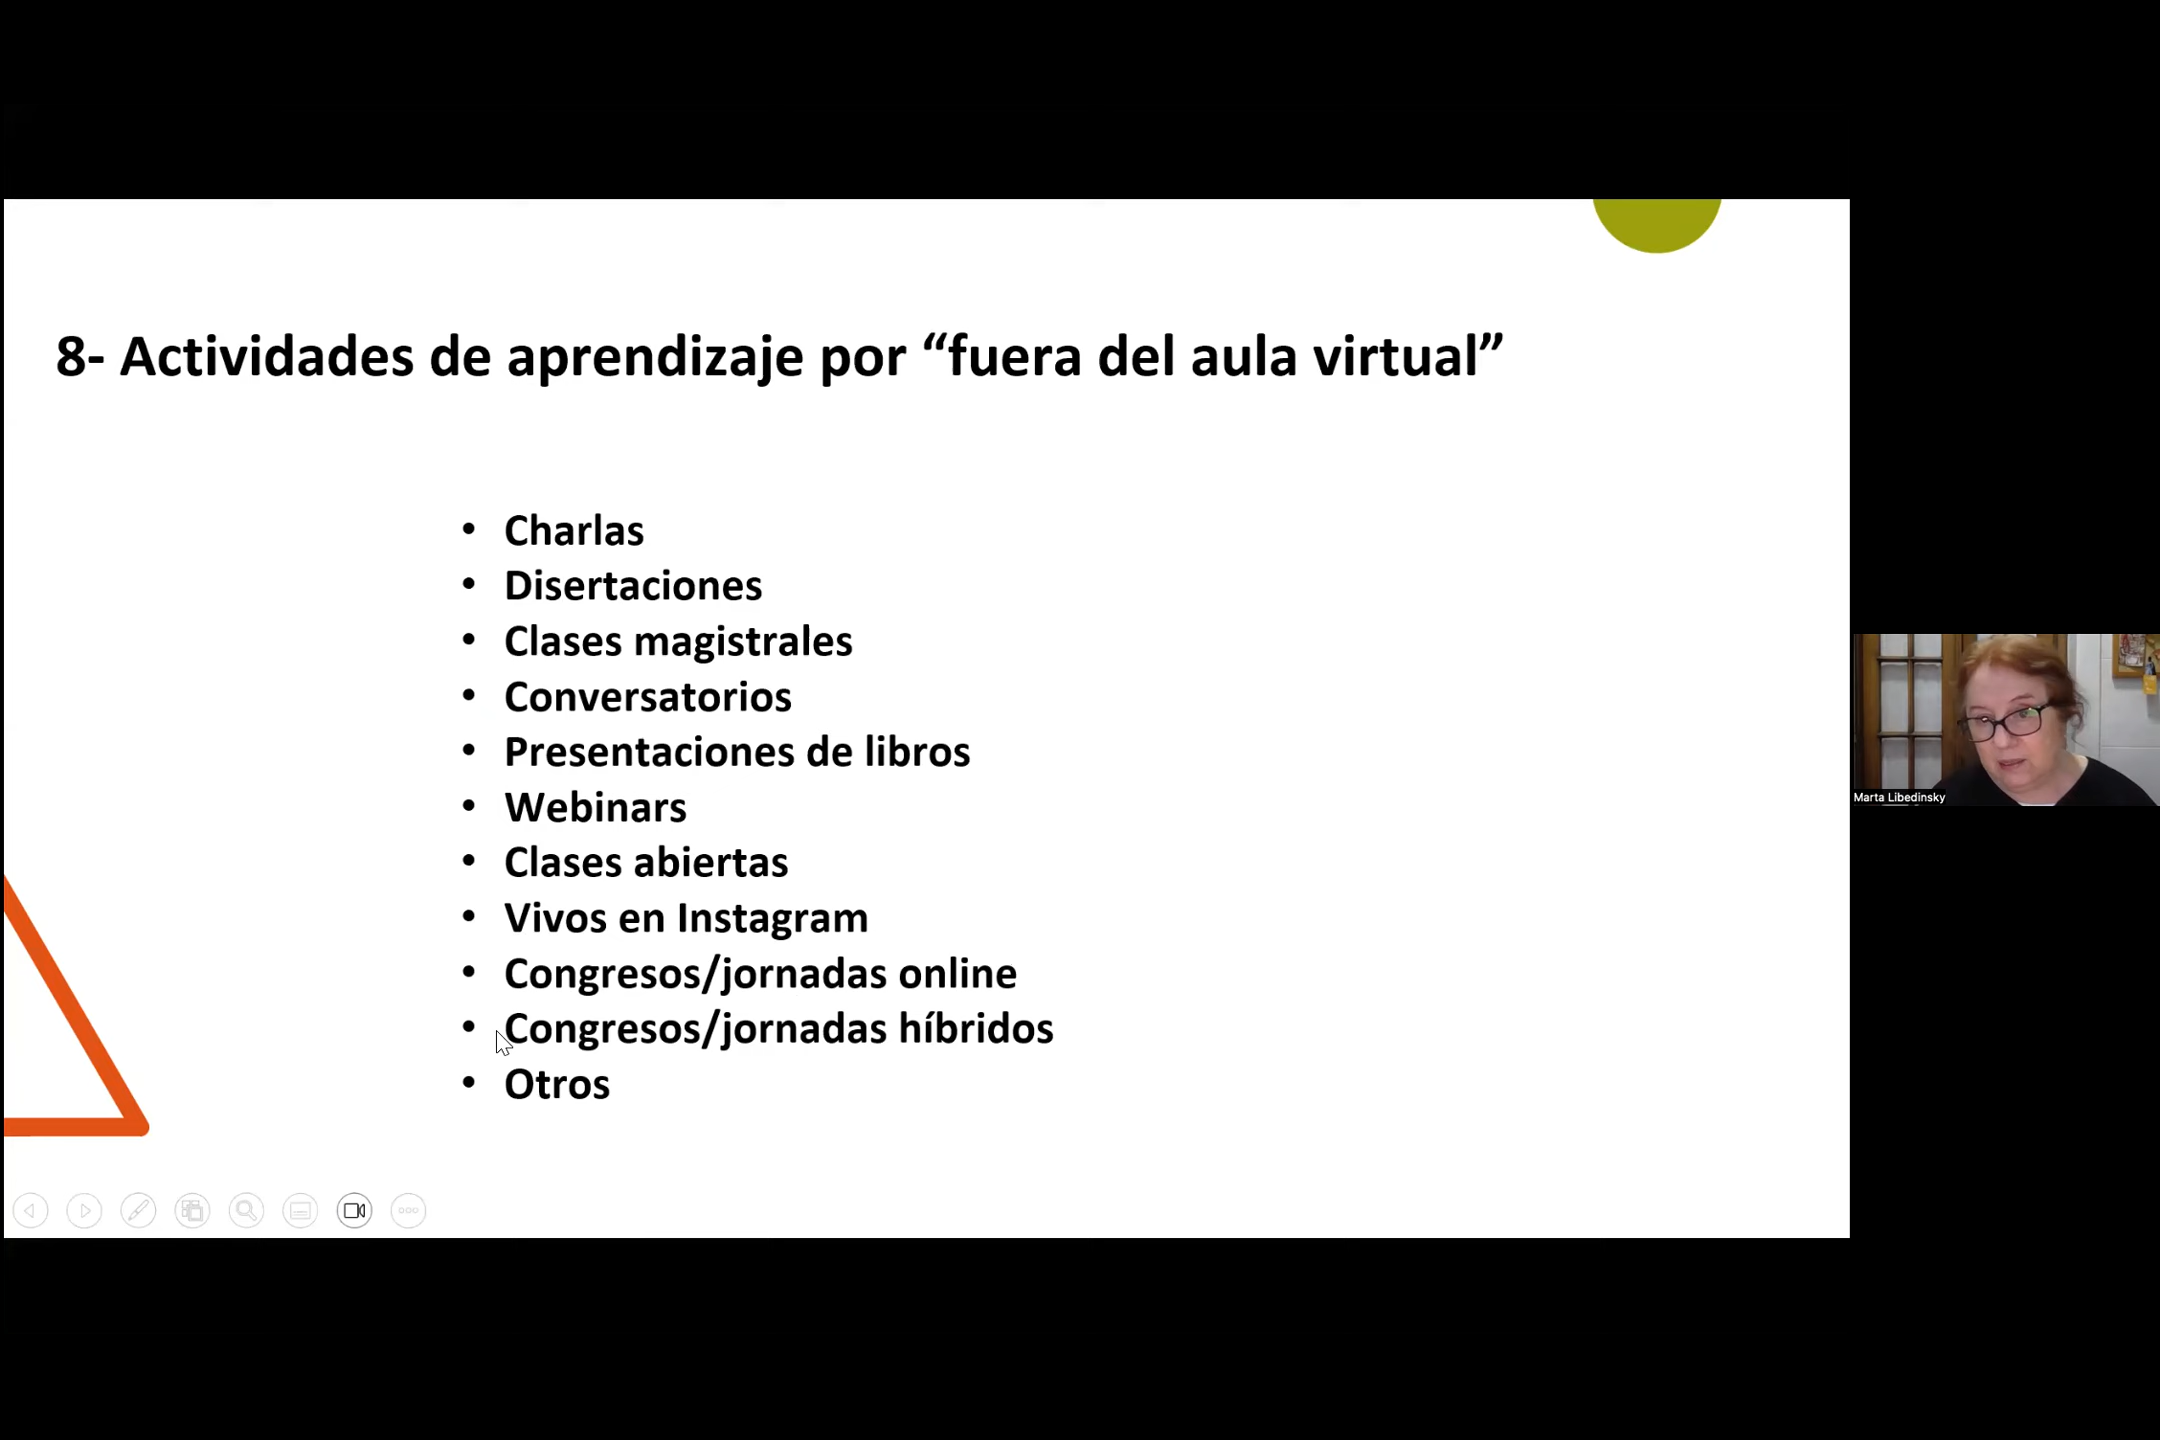 8- Actividades de aprendizaje por “fuera del aula virtual”
• Charlas
• Disertaciones
• Clases magistrales
• Conversatorios
• Presentaciones de libros
• Webinars
• Clases abiertas
• Vivos en Instagram
• Congresos/jornadas online
• Congresos/jornadas híbridos
• Otros
Marta Libedinsky